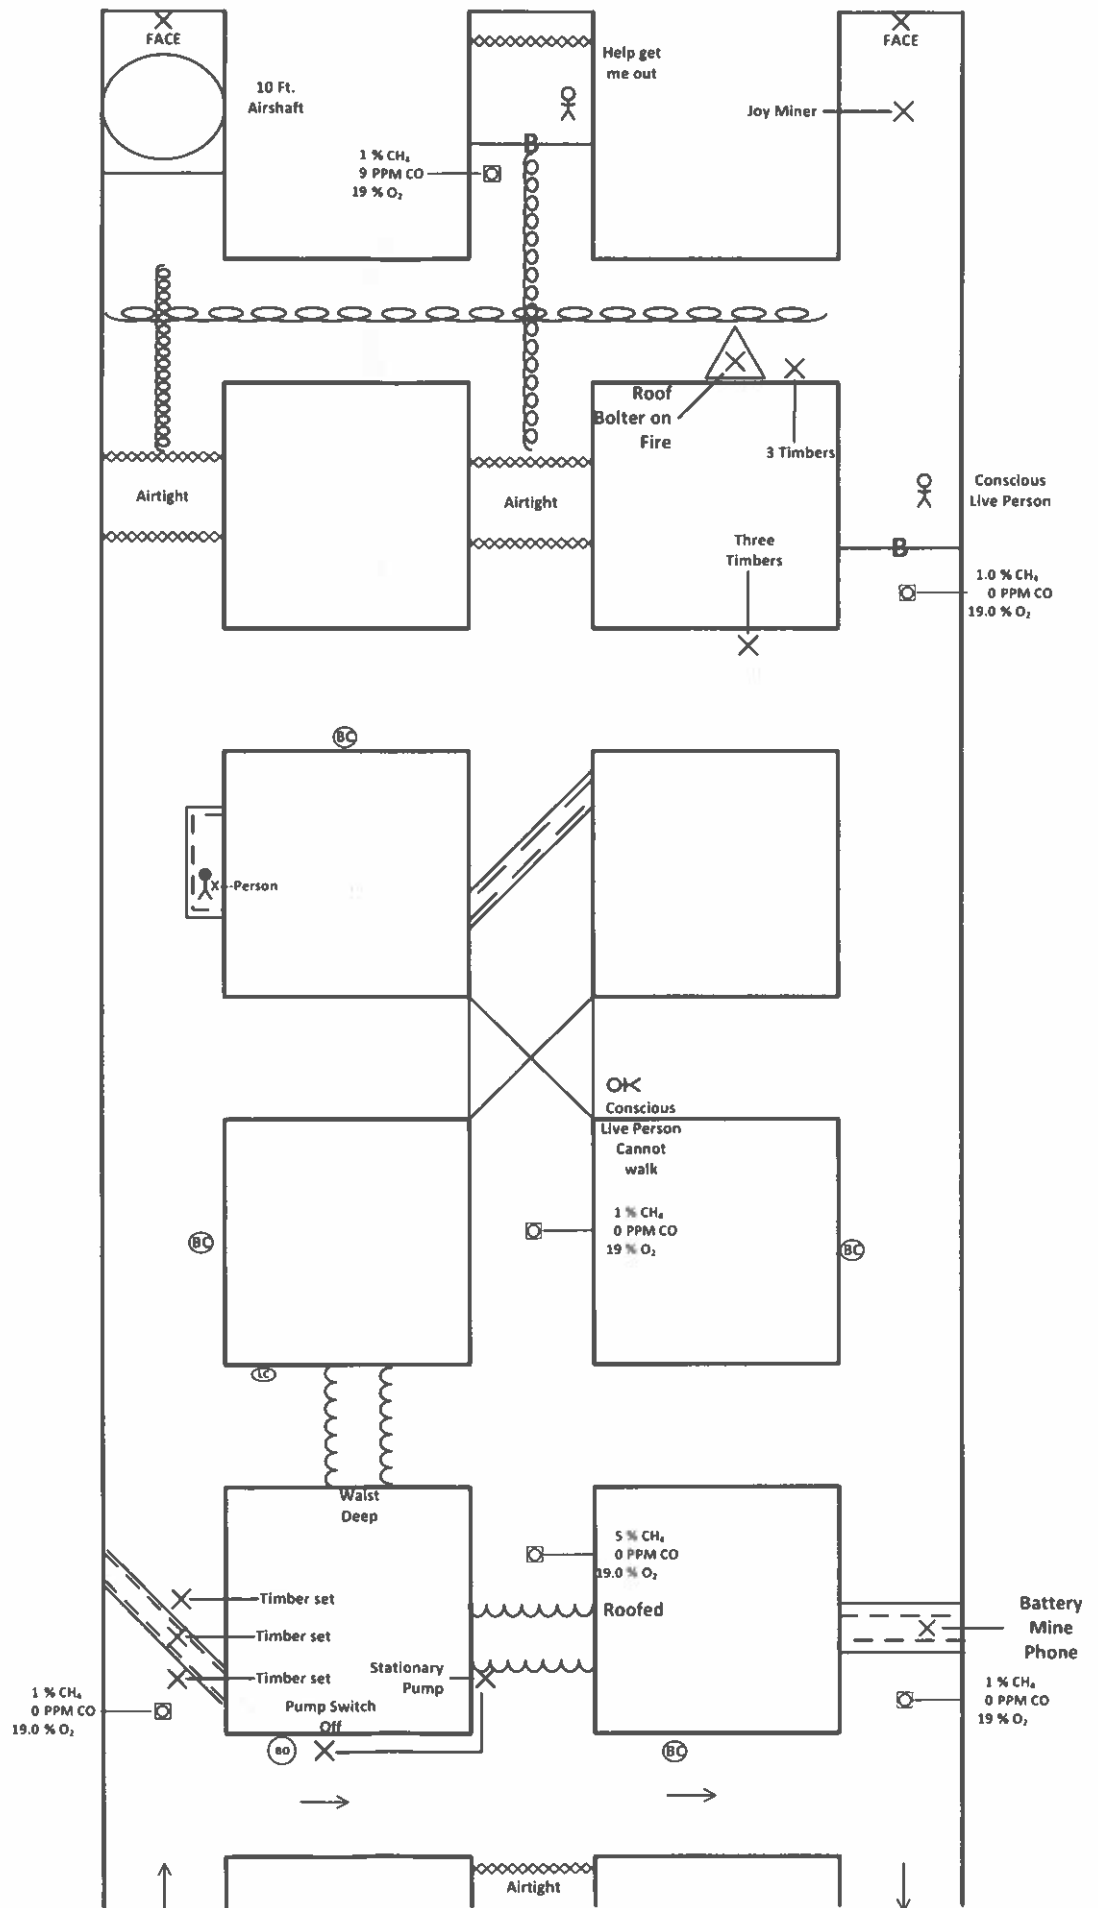 FACE
10 Ft.
Airshaft
Help get
me out
FACE
Joy Miner
B
1 % CH₄
9 PPM CO
19 % O₂
Roof
Bolter on
Fire
3 Timbers
Airtight
Airtight
Conscious
Live Person
Three
Timbers
B
1.0 % CH₄
0 PPM CO
19.0 % O₂
BC
X--Person
Conscious
Live Person
Cannot
walk
1 % CH₄
0 PPM CO
19 % O₂
BC
BC
LC
Waist
Deep
5 % CH₄
0 PPM CO
19.0 % O₂
Roofed
Timber set
Timber set
Timber set
Stationary
Pump
Battery
Mine
Phone
1 % CH₄
0 PPM CO
19.0 % O₂
Pump Switch
Off
1 % CH₄
0 PPM CO
19 % O₂
BO
BC
Airtight